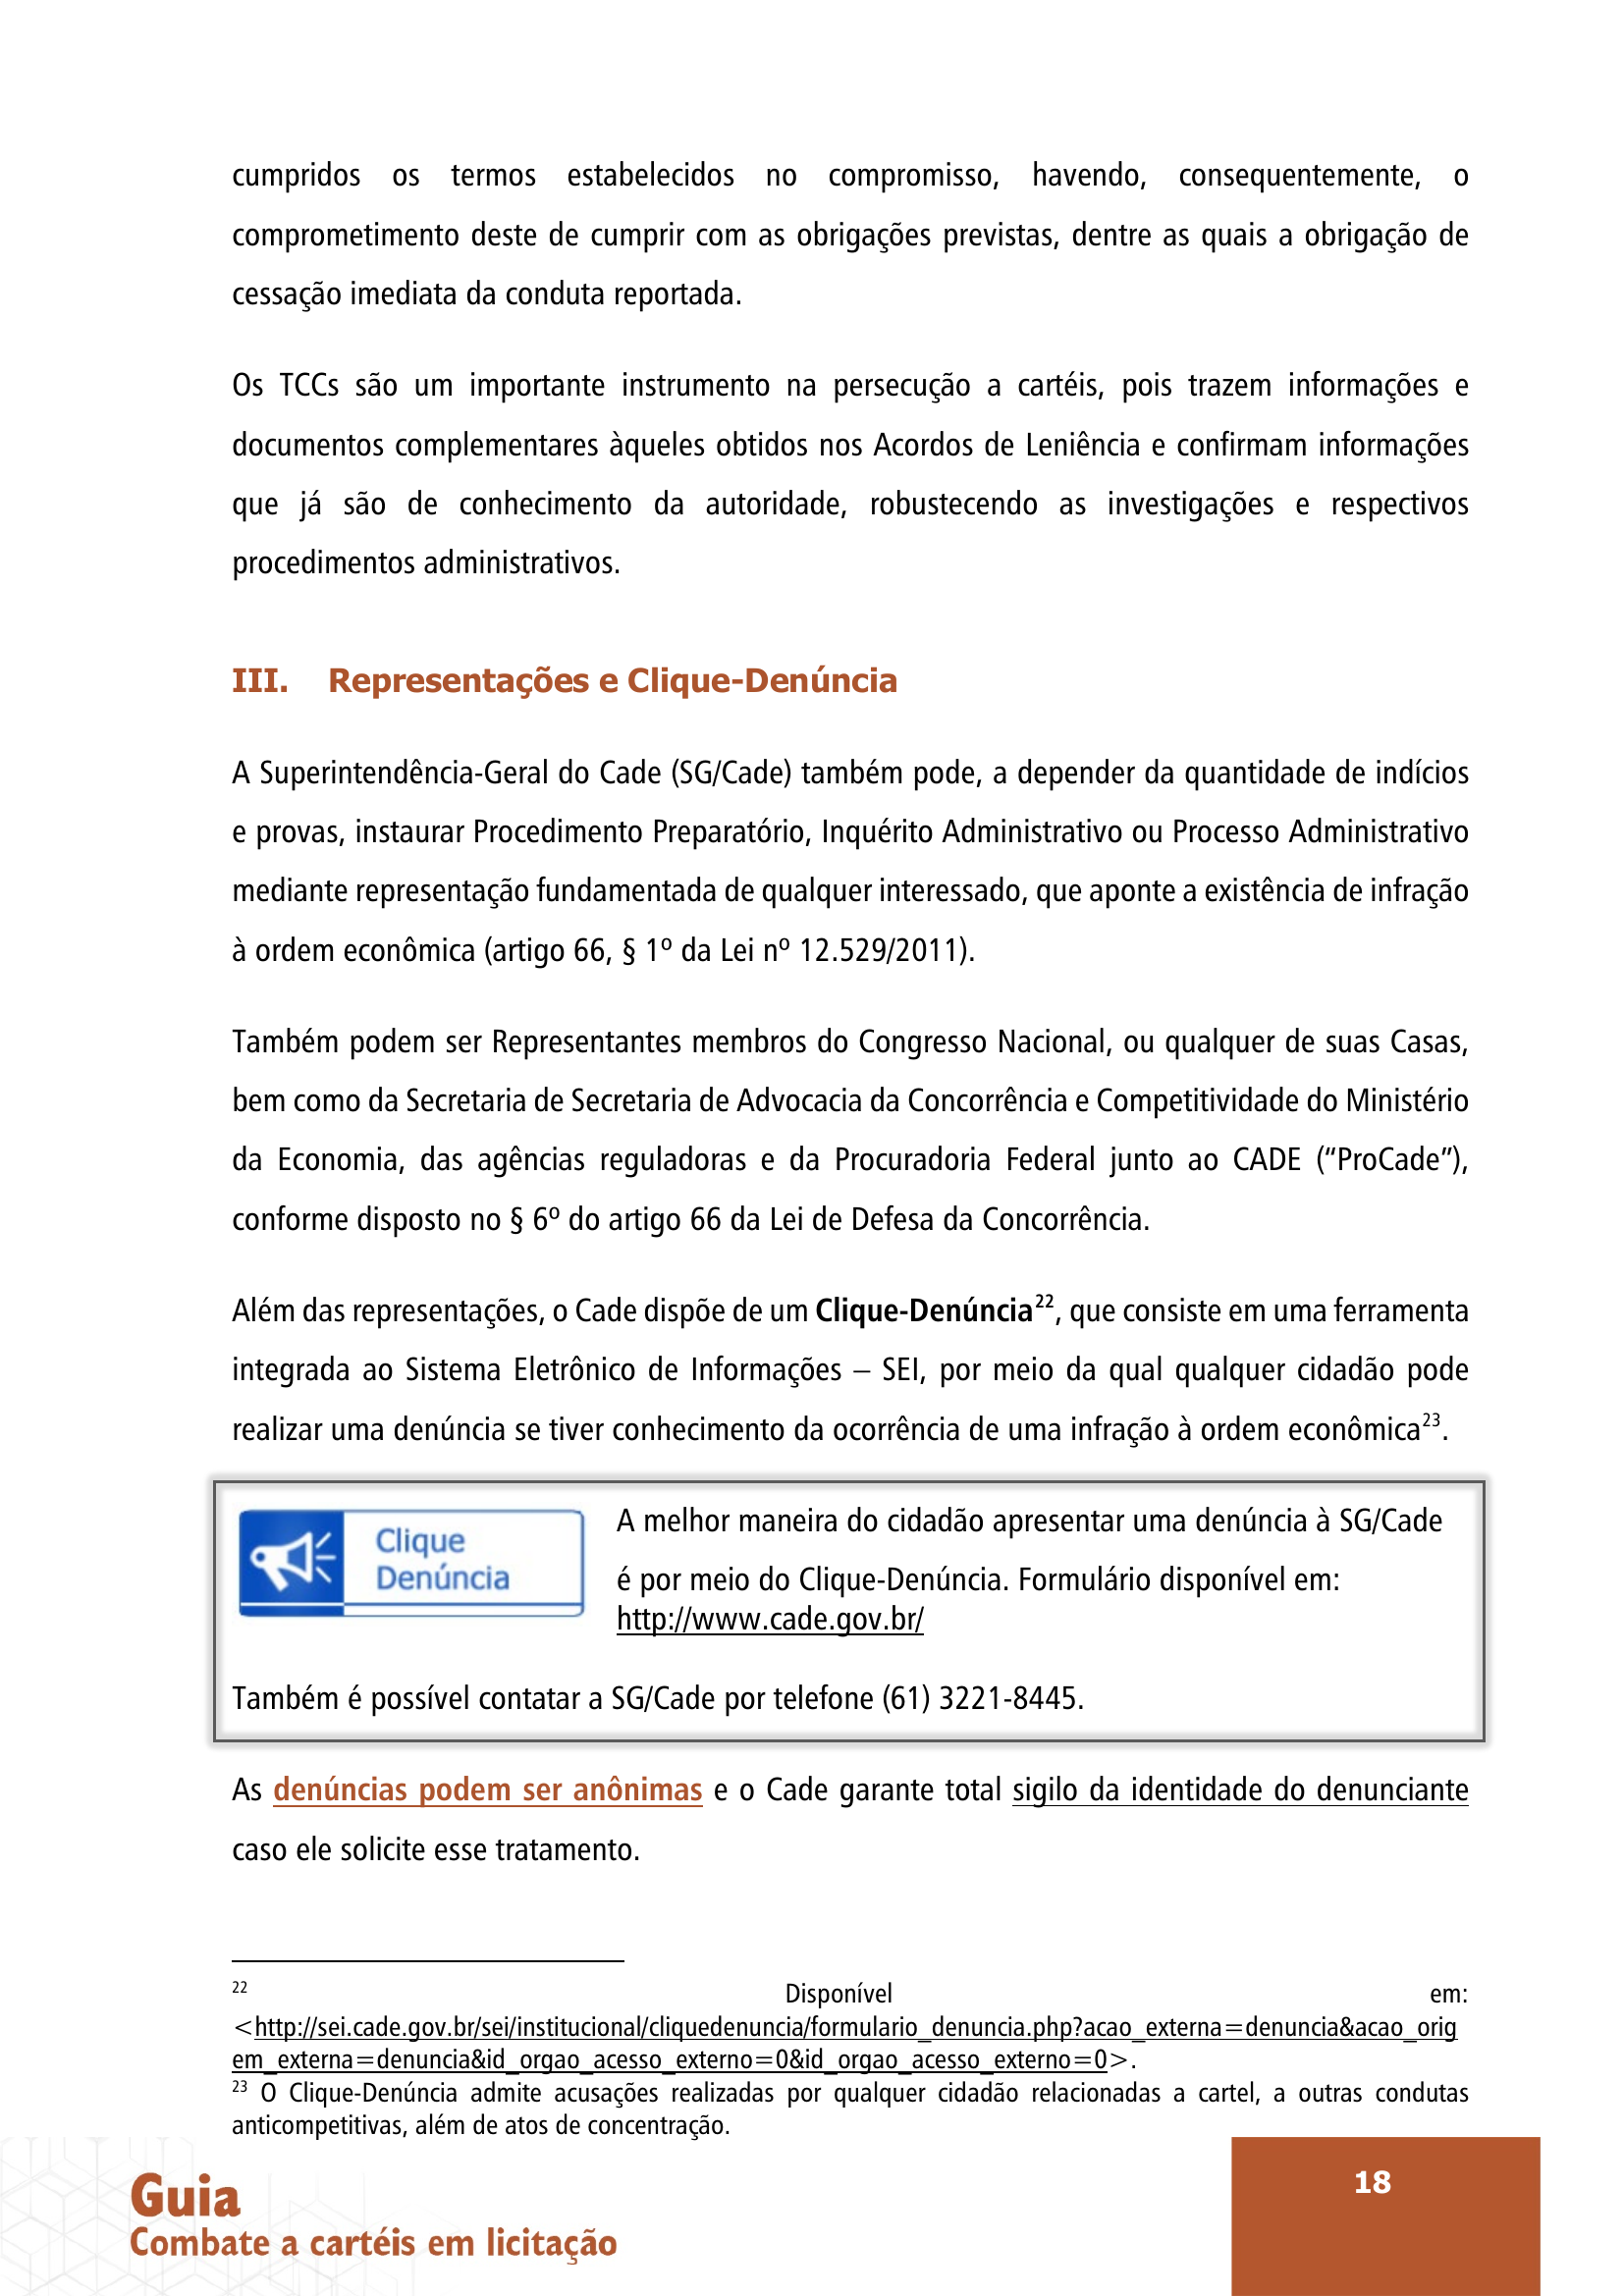 cumpridos os termos estabelecidos no compromisso, havendo, consequentemente, o
comprometimento deste de cumprir com as obrigações previstas, dentre as quais a obrigação de
cessação imediata da conduta reportada.
Os TCCs são um importante instrumento na persecução a cartéis, pois trazem informações e
documentos complementares àqueles obtidos nos Acordos de Leniência e confirmam informações
que já são de conhecimento da autoridade, robustecendo as investigações e respectivos
procedimentos administrativos.
III. Representações e Clique-Denúncia
A Superintendência-Geral do Cade (SG/Cade) também pode, a depender da quantidade de indícios
e provas, instaurar Procedimento Preparatório, Inquérito Administrativo ou Processo Administrativo
mediante representação fundamentada de qualquer interessado, que aponte a existência de infração
à ordem econômica (artigo 66, § 1º da Lei nº 12.529/2011).
Também podem ser Representantes membros do Congresso Nacional, ou qualquer de suas Casas,
bem como da Secretaria de Secretaria de Advocacia da Concorrência e Competitividade do Ministério
da Economia, das agências reguladoras e da Procuradoria Federal junto ao CADE (“ProCade”),
conforme disposto no § 6º do artigo 66 da Lei de Defesa da Concorrência.
Além das representações, o Cade dispõe de um Clique-Denúncia22, que consiste em uma ferramenta
integrada ao Sistema Eletrônico de Informações – SEI, por meio da qual qualquer cidadão pode
realizar uma denúncia se tiver conhecimento da ocorrência de uma infração à ordem econômica23.
Clique
Denúncia
A melhor maneira do cidadão apresentar uma denúncia à SG/Cade
é por meio do Clique-Denúncia. Formulário disponível em:
http://www.cade.gov.br/
Também é possível contatar a SG/Cade por telefone (61) 3221-8445.
As denúncias podem ser anônimas e o Cade garante total sigilo da identidade do denunciante
caso ele solicite esse tratamento.
22 Disponível em:
<http://sei.cade.gov.br/sei/institucional/cliquedenuncia/formulario_denuncia.php?acao_externa=denuncia&acao_orig
em_externa=denuncia&id_orgao_acesso_externo=0&id_orgao_acesso_externo=0>.
23 O Clique-Denúncia admite acusações realizadas por qualquer cidadão relacionadas a cartel, a outras condutas
anticompetitivas, além de atos de concentração.
Guia
Combate a cartéis em licitação
18